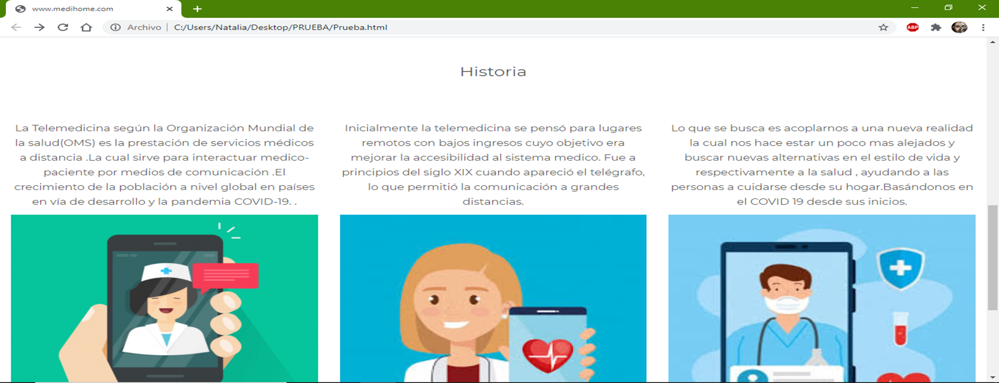 www.medihome.com
Archivo | C:/Users/Natalia/Desktop/PRUEBA/Prueba.html
ABP
Historia
La Telemedicina según la Organización Mundial de
la salud(OMS) es la prestación de servicios médicos
a distancia .La cual sirve para interactuar medico-
paciente por medios de comunicación .El
crecimiento de la población a nivel global en países
en vía de desarrollo y la pandemia COVID-19. .
Inicialmente la telemedicina se pensó para lugares
remotos con bajos ingresos cuyo objetivo era
mejorar la accesibilidad al sistema medico. Fue a
principios del siglo XIX cuando apareció el telégrafo,
lo que permitió la comunicación a grandes
distancias.
Lo que se busca es acoplarnos a una nueva realidad
la cual nos hace estar un poco mas alejados y
buscar nuevas alternativas en el estilo de vida y
respectivamente a la salud , ayudando a las
personas a cuidarse desde su hogar.Basándonos en
el COVID 19 desde sus inicios.